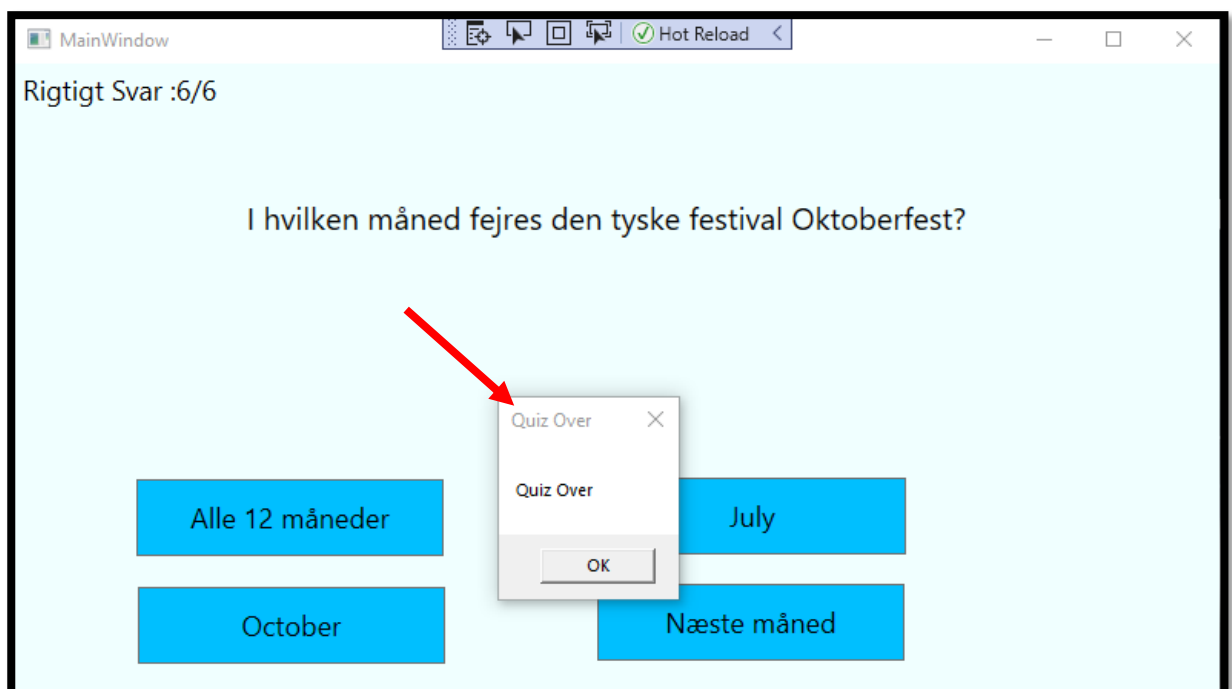 MainWindow
Hot Reload
Rigtigt Svar :6/6
I hvilken måned fejres den tyske festival Oktoberfest?
Quiz Over
Quiz Over
OK
Alle 12 måneder
July
October
Næste måned